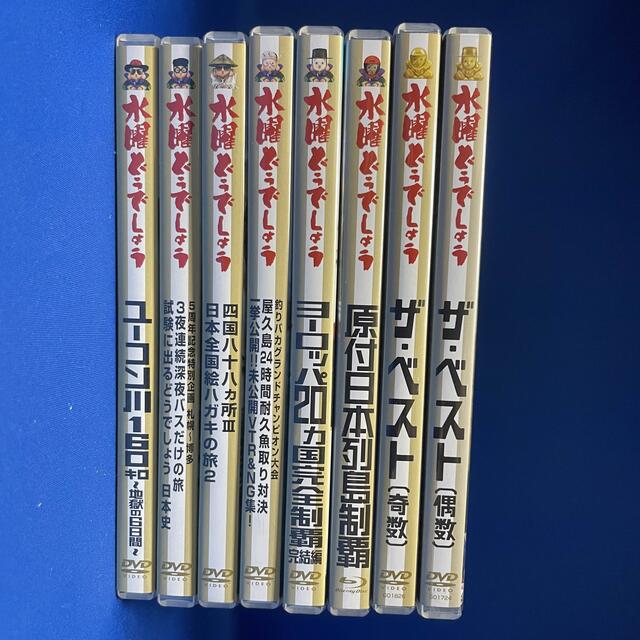 水曜どうでしょう
ユーコン川160キロ
~地獄の6日間~
DVD
VIDEO
水曜どうでしょう
5周年記念特別企画 札幌~博多
3夜連続深夜バスだけの旅
試験に出るどうでしょう 日本史
DVD
VIDEO
水曜どうでしょう
四国八十八ヵ所Ⅲ
日本全国絵ハガキの旅2
DVD
VIDEO
水曜どうでしょう
釣りバカグランドチャンピオン大会
屋久島24時間耐久魚取り対決
一挙公開!!未公開VTR&NG集!
DVD
VIDEO
水曜どうでしょう
ヨーロッパ20ヵ国完全制覇
完結編
DVD
VIDEO
水曜どうでしょう
原付日本列島制覇
Blu-ray Disc
水曜どうでしょう
ザ・ベスト(奇数)
DVD
VIDEO
水曜どうでしょう
ザ・ベスト(偶数)
DVD
VIDEO